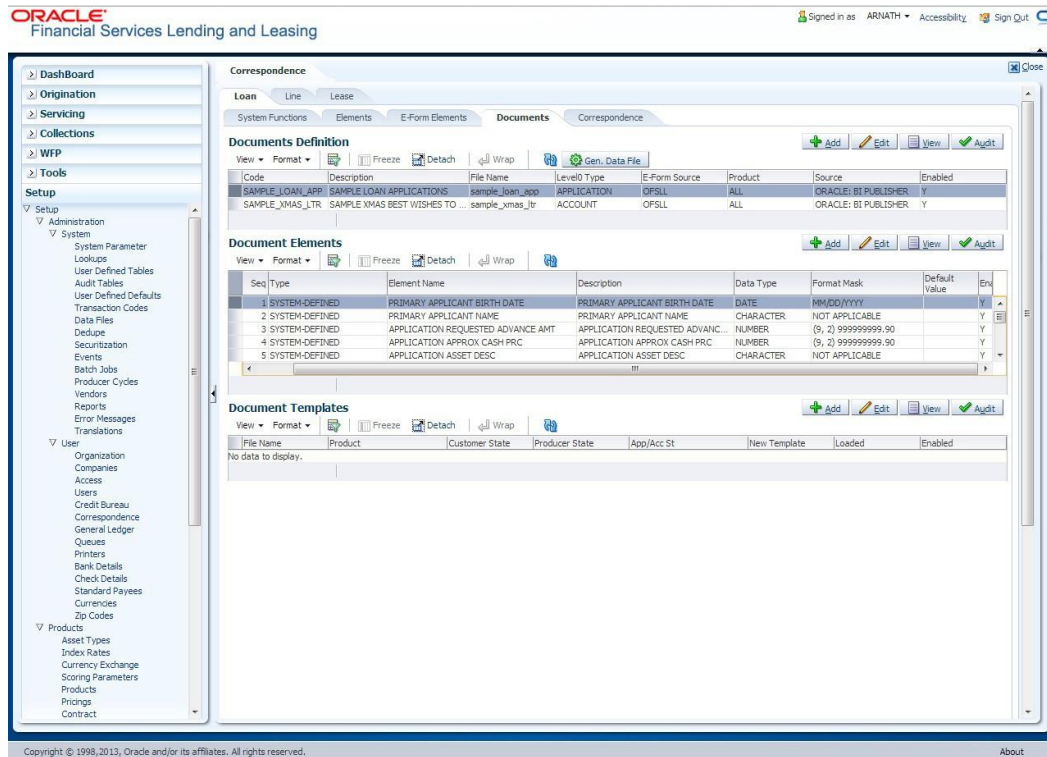 ORACLE
Financial Services Lending and Leasing
Signed in as ARNATH Accessibility Sign Out
DashBoard
Origination
Servicing
Collections
WFP
Tools
Setup
Setup
Administration
System
System Parameter
Lookups
User Defined Tables
Audit Tables
User Defined Defaults
Transaction Codes
Data Files
Dedupe
Securitization
Events
Batch Jobs
Producer Cycles
Vendors
Reports
Error Messages
Translations
User
Organization
Companies
Access
Users
Credit Bureau
Correspondence
General Ledger
Queues
Printers
Bank Details
Check Details
Standard Payees
Currencies
Zip Codes
Products
Asset Types
Index Rates
Currency Exchange
Scoring Parameters
Products
Pricings
Contract
Correspondence
Close
Loan Line Lease
System Functions Elements E-Form Elements Documents Correspondence
Documents Definition
Add Edit View Audit
View Format Freeze Detach Wrap Gen. Data File
Code Description File Name Level0 Type E-Form Source Product Source Enabled
SAMPLE_LOAN_APP SAMPLE LOAN APPLICATIONS sample_loan_app APPLICATION OFSLL ALL ORACLE: BI PUBLISHER Y
SAMPLE_XMAS_LTR SAMPLE XMAS BEST WISHES TO ... sample_xmas_ltr ACCOUNT OFSLL ALL ORACLE: BI PUBLISHER Y
Document Elements
Add Edit View Audit
View Format Freeze Detach Wrap
Seq Type Element Name Description Data Type Format Mask Default Value Ena
1 SYSTEM-DEFINED PRIMARY APPLICANT BIRTH DATE PRIMARY APPLICANT BIRTH DATE DATE MM/DD/YYYY Y
2 SYSTEM-DEFINED PRIMARY APPLICANT NAME PRIMARY APPLICANT NAME CHARACTER NOT APPLICABLE Y
3 SYSTEM-DEFINED APPLICATION REQUESTED ADVANCE AMT APPLICATION REQUESTED ADVANC... NUMBER (9, 2) 999999999.90 Y
4 SYSTEM-DEFINED APPLICATION APPROX CASH PRC APPLICATION APPROX CASH PRC NUMBER (9, 2) 999999999.90 Y
5 SYSTEM-DEFINED APPLICATION ASSET DESC APPLICATION ASSET DESC CHARACTER NOT APPLICABLE Y
Document Templates
Add Edit View Audit
View Format Freeze Detach Wrap
File Name Product Customer State Producer State App/Acc St New Template Loaded Enabled
No data to display.
Copyright © 1998,2013, Oracle and/or its affiliates. All rights reserved.
About